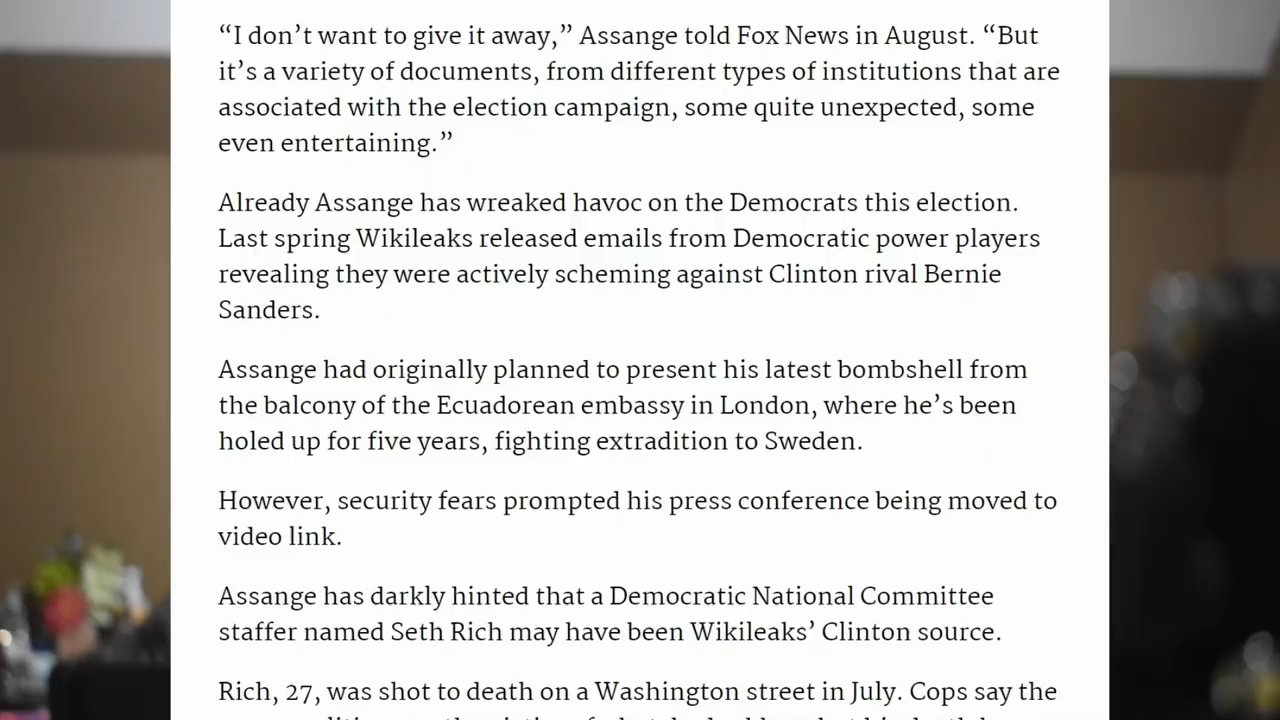 “I don’t want to give it away,” Assange told Fox News in August. “But
it’s a variety of documents, from different types of institutions that are
associated with the election campaign, some quite unexpected, some
even entertaining.”
Already Assange has wreaked havoc on the Democrats this election.
Last spring Wikileaks released emails from Democratic power players
revealing they were actively scheming against Clinton rival Bernie
Sanders.
Assange had originally planned to present his latest bombshell from
the balcony of the Ecuadorean embassy in London, where he’s been
holed up for five years, fighting extradition to Sweden.
However, security fears prompted his press conference being moved to
video link.
Assange has darkly hinted that a Democratic National Committee
staffer named Seth Rich may have been Wikileaks’ Clinton source.
Rich, 27, was shot to death on a Washington street in July. Cops say the